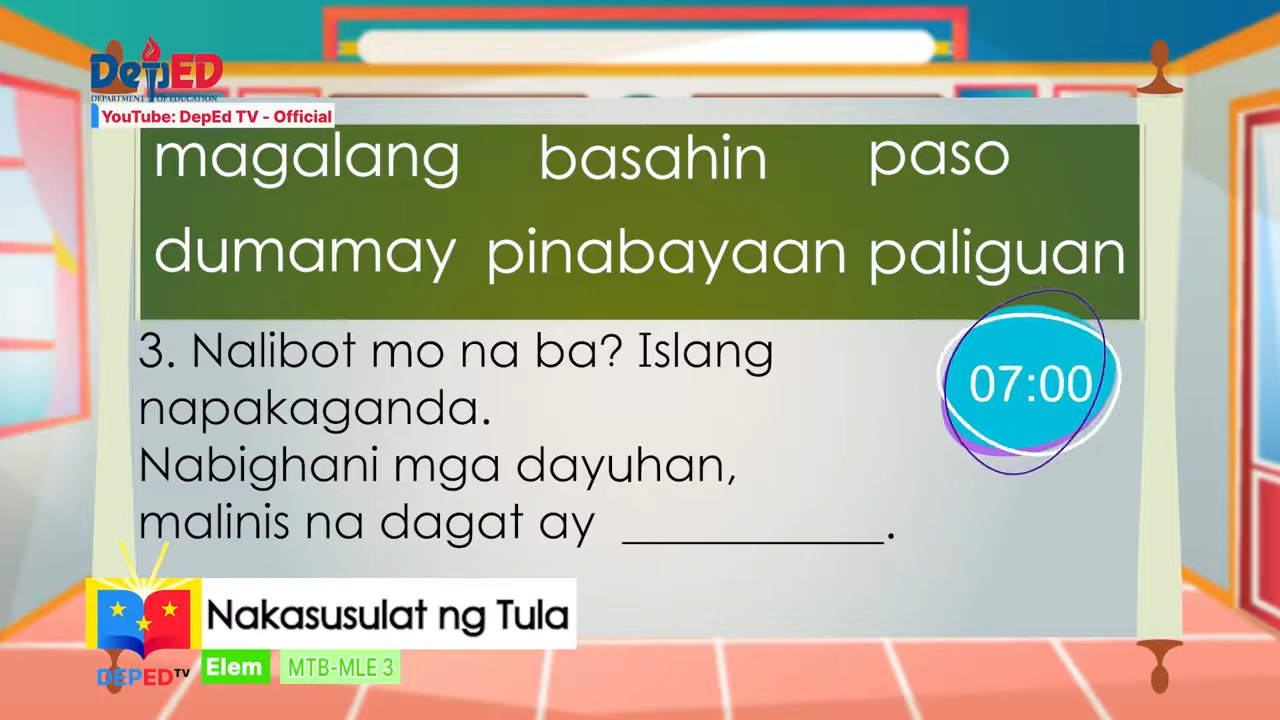 DepED
DEPARTMENT OF EDUCATION
YouTube: DepEd TV - Official
magalang basahin paso
dumamay pinabayaan paliguan
3. Nalibot mo na ba? Islang
napakaganda.
07:00
Nabighani mga dayuhan,
malinis na dagat ay ____________.
Nakasusulat ng Tula
DEPED TV
Elem MTB-MLE 3